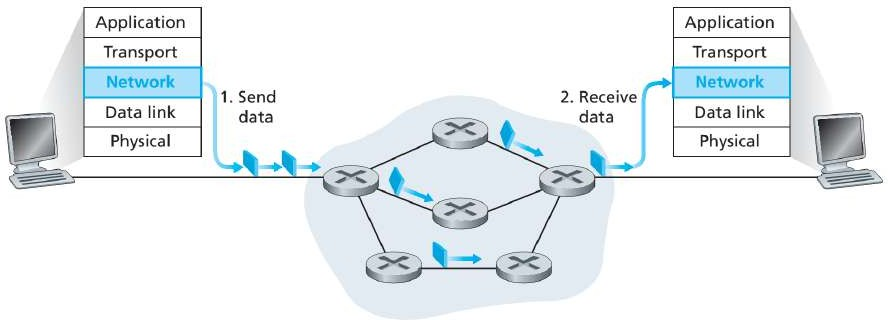 Application
Transport
Network
Data link
Physical
1. Send
data
2. Receive
data
Application
Transport
Network
Data link
Physical